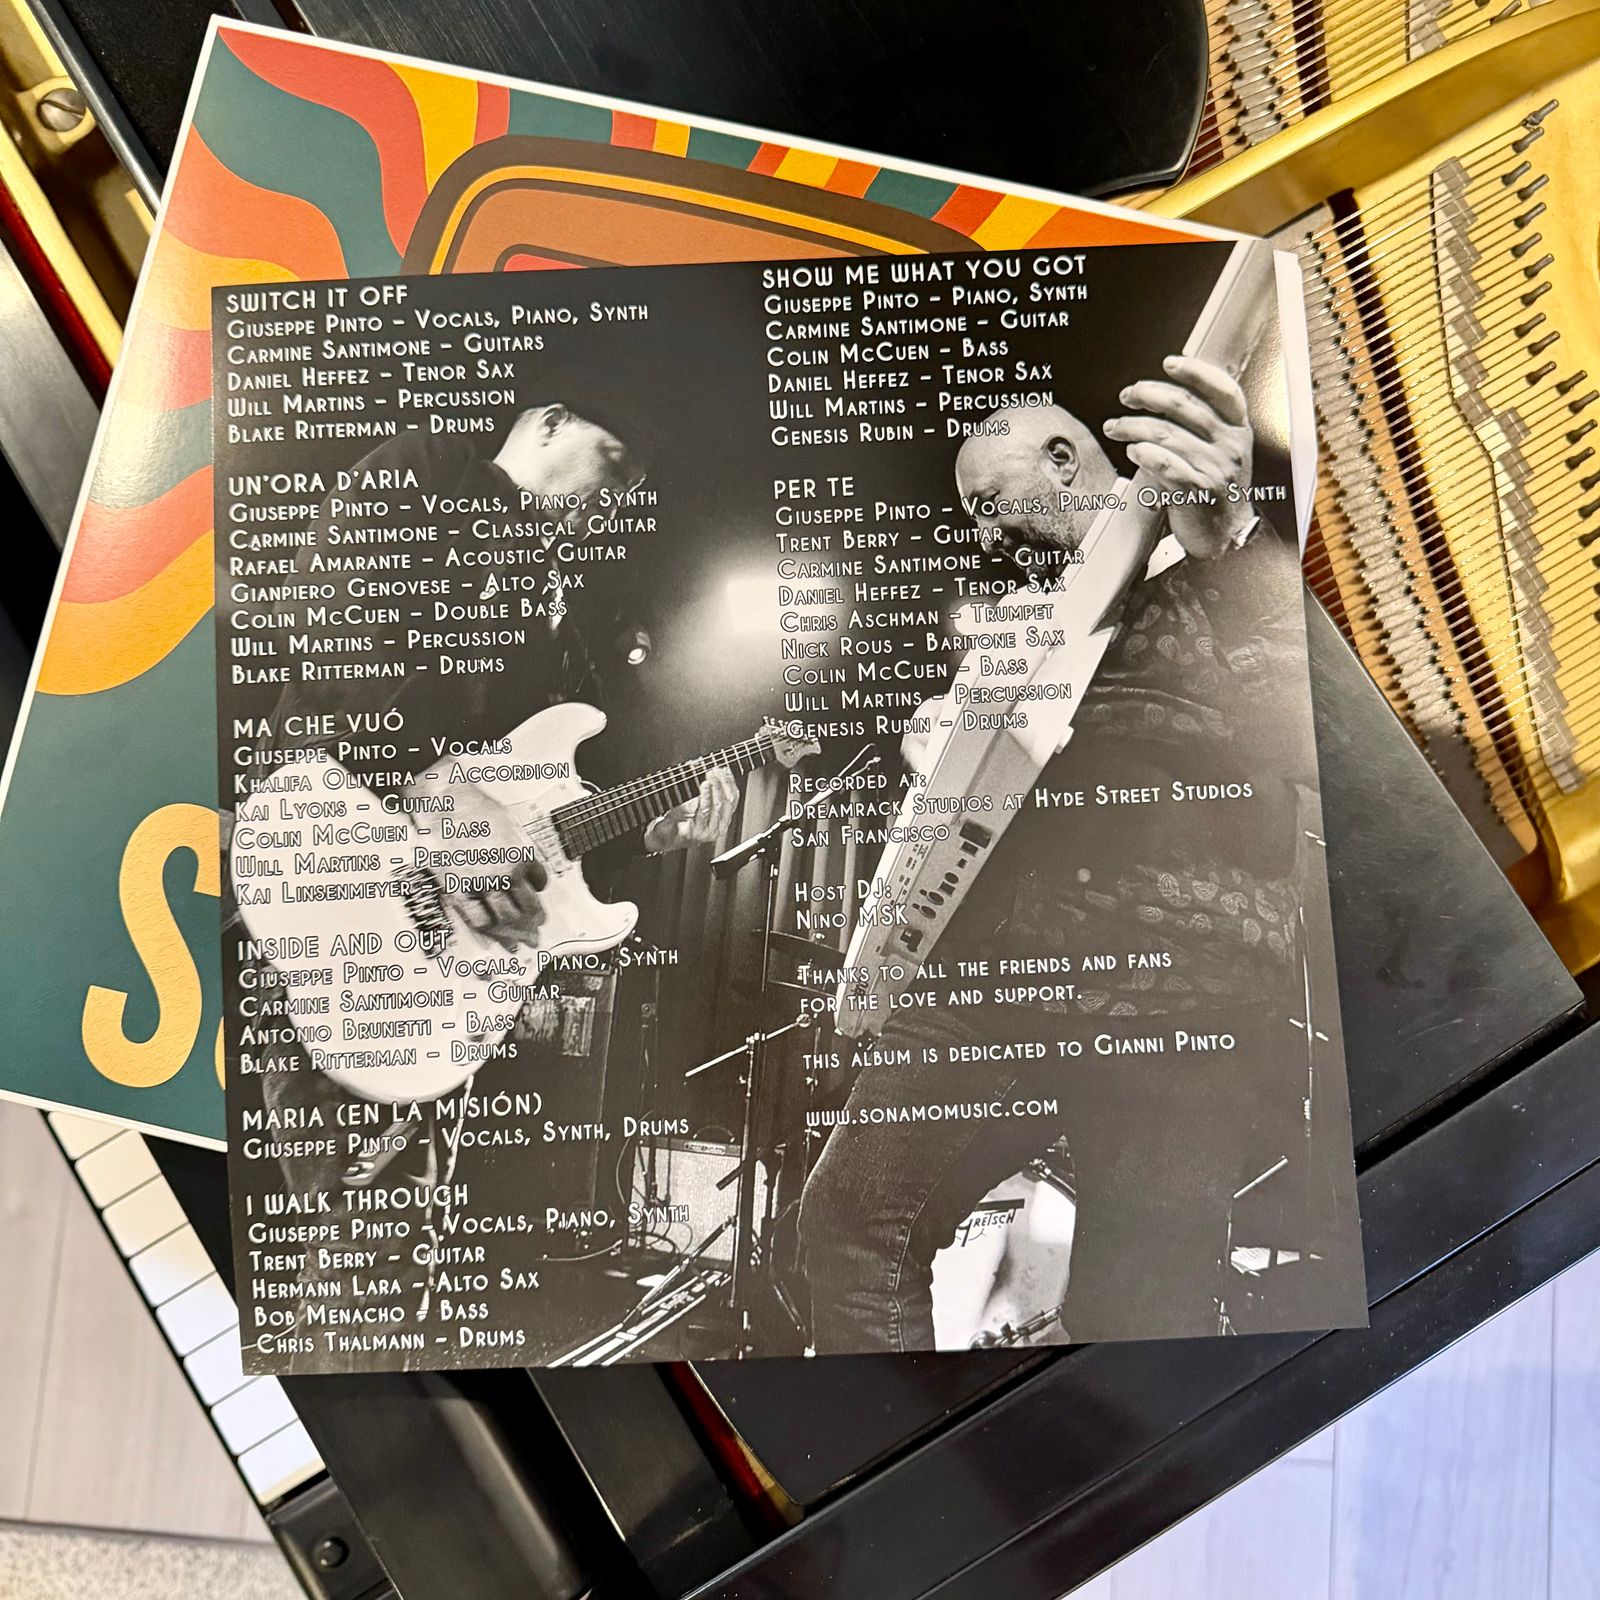 SWITCH IT OFF
GIUSEPPE PINTO – VOCALS, PIANO, SYNTH
CARMINE SANTIMONE – GUITARS
DANIEL HEFFEZ – TENOR SAX
WILL MARTINS – PERCUSSION
BLAKE RITTERMAN – DRUMS
UN'ORA D'ARIA
GIUSEPPE PINTO – VOCALS, PIANO, SYNTH
CARMINE SANTIMONE – CLASSICAL GUITAR
RAFAEL AMARANTE – ACOUSTIC GUITAR
GIANPIERO GENOVESE – ALTO SAX
COLIN MCCUEN – DOUBLE BASS
WILL MARTINS – PERCUSSION
BLAKE RITTERMAN – DRUMS
MA CHE VUÓ
GIUSEPPE PINTO – VOCALS
KHALIFA OLIVEIRA – ACCORDION
KAI LYONS – GUITAR
COLIN MCCUEN – BASS
WILL MARTINS – PERCUSSION
KAI LINSENMEYER – DRUMS
INSIDE AND OUT
GIUSEPPE PINTO – VOCALS, PIANO, SYNTH
CARMINE SANTIMONE – GUITAR
ANTONIO BRUNETTI – BASS
BLAKE RITTERMAN – DRUMS
MARIA (EN LA MISIÓN)
GIUSEPPE PINTO – VOCALS, SYNTH, DRUMS
I WALK THROUGH
GIUSEPPE PINTO – VOCALS, PIANO, SYNTH
TRENT BERRY – GUITAR
HERMANN LARA – ALTO SAX
BOB MENACHO – BASS
CHRIS THALMANN – DRUMS
SHOW ME WHAT YOU GOT
GIUSEPPE PINTO – PIANO, SYNTH
CARMINE SANTIMONE – GUITAR
COLIN MCCUEN – BASS
DANIEL HEFFEZ – TENOR SAX
WILL MARTINS – PERCUSSION
GENESIS RUBIN – DRUMS
PER TE
GIUSEPPE PINTO – VOCALS, PIANO, ORGAN, SYNTH
TRENT BERRY – GUITAR
CARMINE SANTIMONE – GUITAR
DANIEL HEFFEZ – TENOR SAX
CHRIS ASCHMAN – TRUMPET
NICK ROUS – BARITONE SAX
COLIN MCCUEN – BASS
WILL MARTINS – PERCUSSION
GENESIS RUBIN – DRUMS
RECORDED AT:
DREAMRACK STUDIOS AT HYDE STREET STUDIOS
SAN FRANCISCO
HOST DJ:
NINO MSK
THANKS TO ALL THE FRIENDS AND FANS
FOR THE LOVE AND SUPPORT.
THIS ALBUM IS DEDICATED TO GIANNI PINTO
WWW.SONAMOMUSIC.COM
GRETSCH